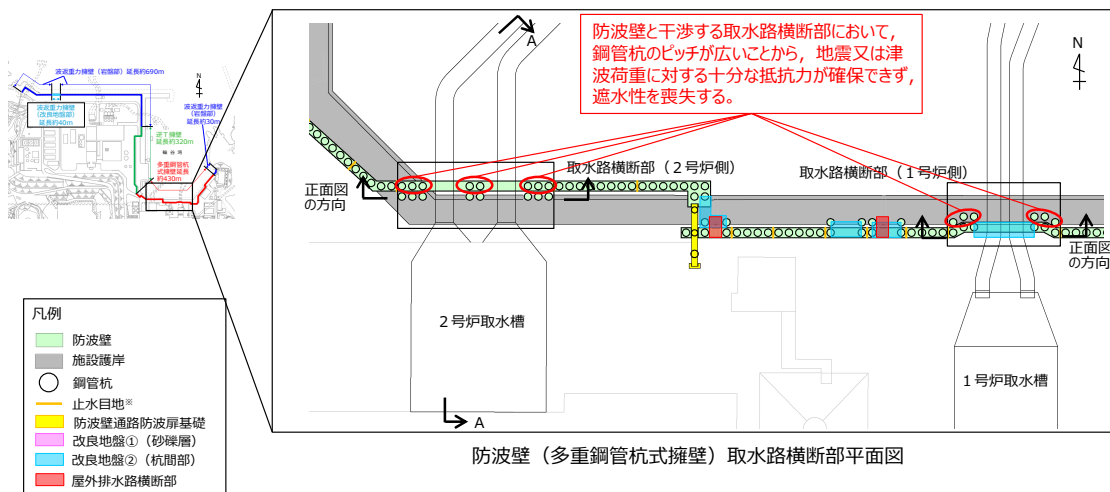 波返重力擁壁（岩盤部）延長約690m
N
波返重力擁壁
（改良地盤部）
延長約40m
波返重力擁壁
（岩盤部）
延長約30m
逆T擁壁
延長約320m
輪谷湾
多重鋼管杭
式擁壁延長
約430m
凡例
防波壁
施設護岸
鋼管杭
止水目地※
防波壁通路防波扉基礎
改良地盤①（砂礫層）
改良地盤②（杭間部）
屋外排水路横断部
防波壁と干渉する取水路横断部において，
鋼管杭のピッチが広いことから，地震又は津
波荷重に対する十分な抵抗力が確保できず，
遮水性を喪失する。
A
N
取水路横断部（２号炉側）
取水路横断部（１号炉側）
正面図
の方向
正面図
の方向
２号炉取水槽
１号炉取水槽
A
防波壁（多重鋼管杭式擁壁）取水路横断部平面図